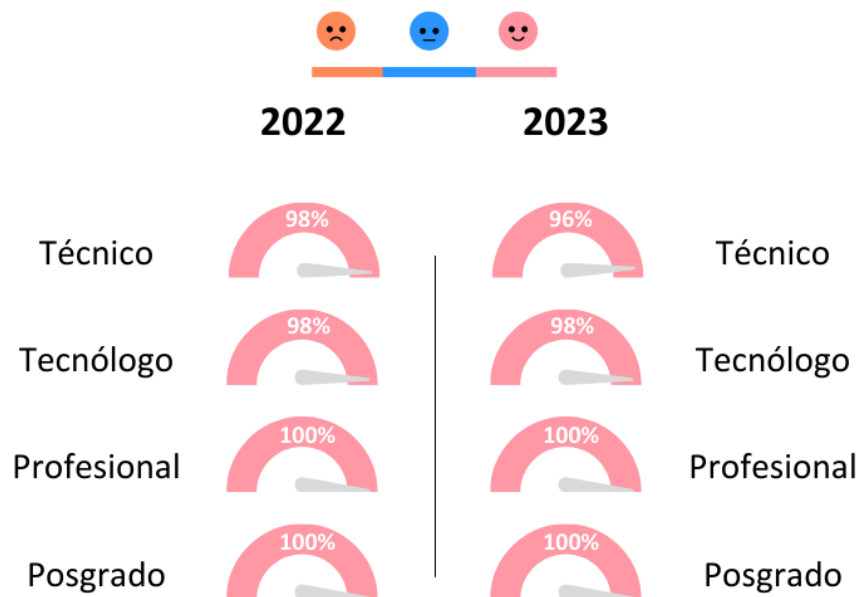 2022 2023
98% 96%
Técnico Técnico
98% 98%
Tecnólogo Tecnólogo
100% 100%
Profesional Profesional
100% 100%
Posgrado Posgrado